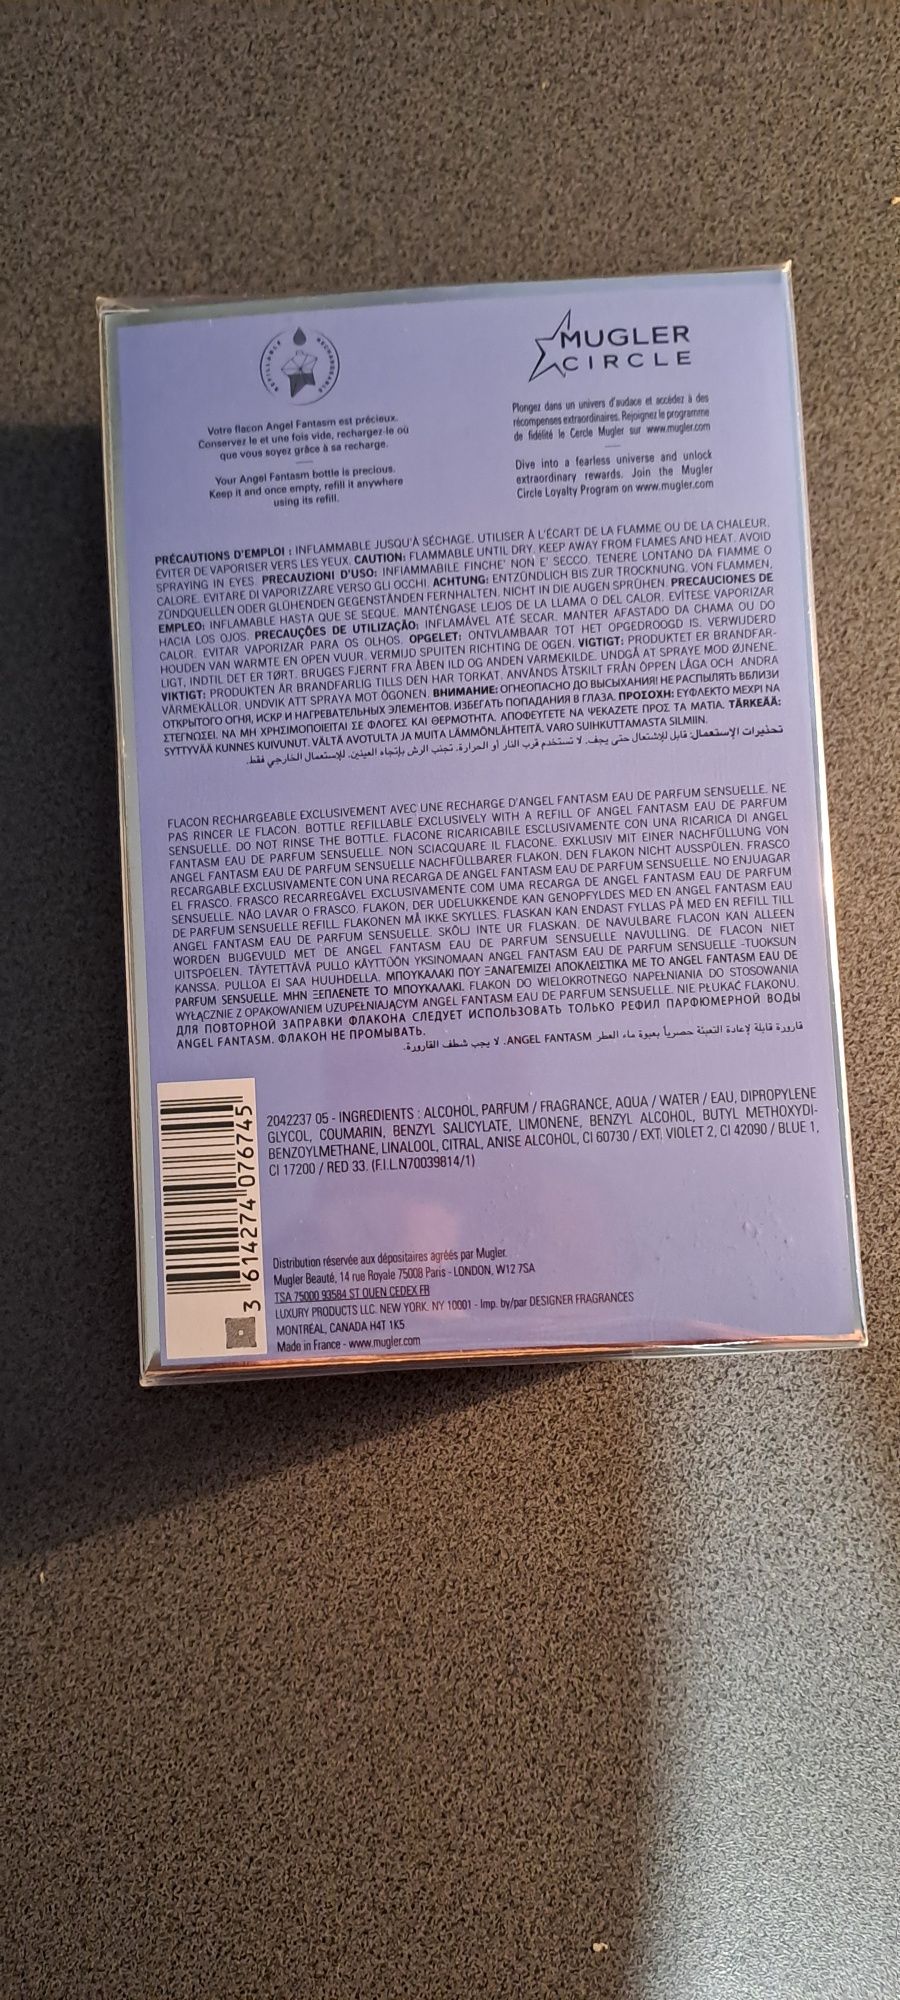 REFILLABLE RECHARGEABLE
Votre flacon Angel Fantasm est précieux.
Conservez le et une fois vide, rechargez-le où
que vous soyez grâce à sa recharge.
Your Angel Fantasm bottle is precious.
Keep it and once empty, refill it anywhere
using its refill.
MUGLER
CIRCLE
Plongez dans un univers d'audace et accédez à des
récompenses extraordinaires. Rejoignez le programme
de fidélité le Cercle Mugler sur www.mugler.com
Dive into a fearless universe and unlock
extraordinary rewards. Join the Mugler
Circle Loyalty Program on www.mugler.com
PRÉCAUTIONS D'EMPLOI : INFLAMMABLE JUSQU'À SÉCHAGE. UTILISER À L'ÉCART DE LA FLAMME OU DE LA CHALEUR.
ÉVITER DE VAPORISER VERS LES YEUX. CAUTION: FLAMMABLE UNTIL DRY. KEEP AWAY FROM FLAMES AND HEAT. AVOID
SPRAYING IN EYES. PRECAUZIONI D'USO: INFIAMMABILE FINCHE' NON E' SECCO. TENERE LONTANO DA FIAMME O
CALORE. EVITARE DI VAPORIZZARE VERSO GLI OCCHI. ACHTUNG: ENTZÜNDLICH BIS ZUR TROCKNUNG. VON FLAMMEN,
ZÜNDQUELLEN ODER GLÜHENDEN GEGENSTÄNDEN FERNHALTEN. NICHT IN DIE AUGEN SPRÜHEN. PRECAUCIONES DE
EMPLEO: INFLAMABLE HASTA QUE SE SEQUE. MANTÉNGASE LEJOS DE LA LLAMA O DEL CALOR. EVÍTESE VAPORIZAR
HACIA LOS OJOS. PRECAUÇÕES DE UTILIZAÇÃO: INFLAMÁVEL ATÉ SECAR. MANTER AFASTADO DA CHAMA OU DO
CALOR. EVITAR VAPORIZAR PARA OS OLHOS. OPGELET: ONTVLAMBAAR TOT HET OPGEDROOGD IS. VERWIJDERD
HOUDEN VAN WARMTE EN OPEN VUUR. VERMIJD SPUITEN RICHTING DE OGEN. VIGTIGT: PRODUKTET ER BRANDFAR-
LIGT, INDTIL DET ER TØRT. BRUGES FJERNT FRA ÅBEN ILD OG ANDEN VARMEKILDE. UNDGÅ AT SPRAYE MOD ØJNENE.
VIKTIGT: PRODUKTEN ÄR BRANDFARLIG TILLS DEN HAR TORKAT. ANVÄNDS ÅTSKILT FRÅN ÖPPEN LÅGA OCH ANDRA
VÄRMEKÄLLOR. UNDVIK ATT SPRAYA MOT ÖGONEN. ВНИМАНИЕ: ОГНЕОПАСНО ДО ВЫСЫХАНИЯ! НЕ РАСПЫЛЯТЬ ВБЛИЗИ
ОТКРЫТОГО ОГНЯ, ИСКР И НАГРЕВАТЕЛЬНЫХ ЭЛЕМЕНТОВ. ИЗБЕГАТЬ ПОПАДАНИЯ В ГЛАЗА. ΠΡΟΣΟΧΗ: ΕΥΦΛΕΚΤΟ ΜΕΧΡΙ ΝΑ
ΣΤΕΓΝΩΣΕΙ. ΝΑ ΜΗ ΧΡΗΣΙΜΟΠΟΙΕΙΤΑΙ ΣΕ ΦΛΟΓΕΣ ΚΑΙ ΘΕΡΜΟΤΗΤΑ. ΑΠΟΦΕΥΓΕΤΕ ΝΑ ΨΕΚΑΖΕΤΕ ΠΡΟΣ ΤΑ ΜΑΤΙΑ. TÄRKEÄÄ:
SYTTYVÄÄ KUNNES KUIVUNUT. VÄLTÄ AVOTULTA JA MUITA LÄMMÖNLÄHTEITÄ. VARO SUIHKUTTAMASTA SILMIIN.
تحذيرات الإستعمال: قابل للإشتعال حتى يجف. لا تستخدم قرب النار أو الحرارة. تجنب الرش بإتجاه العينين. للإستعمال الخارجي فقط.
FLACON RECHARGEABLE EXCLUSIVEMENT AVEC UNE RECHARGE D'ANGEL FANTASM EAU DE PARFUM SENSUELLE. NE
PAS RINCER LE FLACON. BOTTLE REFILLABLE EXCLUSIVELY WITH A REFILL OF ANGEL FANTASM EAU DE PARFUM
SENSUELLE. DO NOT RINSE THE BOTTLE. FLACONE RICARICABILE ESCLUSIVAMENTE CON UNA RICARICA DI ANGEL
FANTASM EAU DE PARFUM SENSUELLE. NON SCIACQUARE IL FLACONE. EXKLUSIV MIT EINER NACHFÜLLUNG VON
ANGEL FANTASM EAU DE PARFUM SENSUELLE NACHFÜLLBARER FLAKON. DEN FLAKON NICHT AUSSPÜLEN. FRASCO
RECARGABLE EXCLUSIVAMENTE CON UNA RECARGA DE ANGEL FANTASM EAU DE PARFUM SENSUELLE. NO ENJUAGAR
EL FRASCO. FRASCO RECARREGÁVEL EXCLUSIVAMENTE COM UMA RECARGA DE ANGEL FANTASM EAU DE PARFUM
SENSUELLE. NÃO LAVAR O FRASCO. FLAKON, DER UDELUKKENDE KAN GENOPFYLDES MED EN ANGEL FANTASM EAU
DE PARFUM SENSUELLE REFILL. FLAKONEN MÅ IKKE SKYLLES. FLASKAN KAN ENDAST FYLLAS PÅ MED EN REFILL TILL
ANGEL FANTASM EAU DE PARFUM SENSUELLE. SKÖLJ INTE UR FLASKAN. DE NAVULBARE FLACON KAN ALLEEN
WORDEN BIJGEVULD MET DE ANGEL FANTASM EAU DE PARFUM SENSUELLE NAVULLING. DE FLACON NIET
UITSPOELEN. TÄYTETTÄVÄ PULLO KÄYTTÖÖN YKSINOMAAN ANGEL FANTASM EAU DE PARFUM SENSUELLE -TUOKSUN
KANSSA. PULLOA EI SAA HUUHDELLA. ΜΠΟΥΚΑΛΑΚΙ ΠΟΥ ΞΑΝΑΓΕΜΙΖΕΙ ΑΠΟΚΛΕΙΣΤΙΚΑ ΜΕ ΤΟ ANGEL FANTASM EAU DE
PARFUM SENSUELLE. ΜΗΝ ΞΕΠΛΕΝΕΤΕ ΤΟ ΜΠΟΥΚΑΛΑΚΙ. FLAKON DO WIELOKROTNEGO NAPEŁNIANIA DO STOSOWANIA
WYŁĄCZNIE Z OPAKOWANIEM UZUPEŁNIAJĄCYM ANGEL FANTASM EAU DE PARFUM SENSUELLE. NIE PŁUKAĆ FLAKONU.
ДЛЯ ПОВТОРНОЙ ЗАПРАВКИ ФЛАКОНА СЛЕДУЕТ ИСПОЛЬЗОВАТЬ ТОЛЬКО РЕФИЛ ПАРФЮМЕРНОЙ ВОДЫ
ANGEL FANTASM. ФЛАКОН НЕ ПРОМЫВАТЬ.
قارورة قابلة لإعادة التعبئة حصرياً بعبوة ماء العطر ANGEL FANTASM. لا يجب شطف القارورة.
2042237 05 - INGREDIENTS : ALCOHOL, PARFUM / FRAGRANCE, AQUA / WATER / EAU, DIPROPYLENE
GLYCOL, COUMARIN, BENZYL SALICYLATE, LIMONENE, BENZYL ALCOHOL, BUTYL METHOXYDI-
BENZOYLMETHANE, LINALOOL, CITRAL, ANISE ALCOHOL, CI 60730 / EXT. VIOLET 2, CI 42090 / BLUE 1,
CI 17200 / RED 33. (F.I.L.N70039814/1)
3 614274 076745
Distribution réservée aux dépositaires agréés par Mugler.
Mugler Beauté, 14 rue Royale 75008 Paris - LONDON, W12 7SA
TSA 75000 93584 ST OUEN CEDEX FR
LUXURY PRODUCTS LLC. NEW YORK. NY 10001 - Imp. by/par DESIGNER FRAGRANCES
MONTRÉAL, CANADA H4T 1K5
Made in France - www.mugler.com